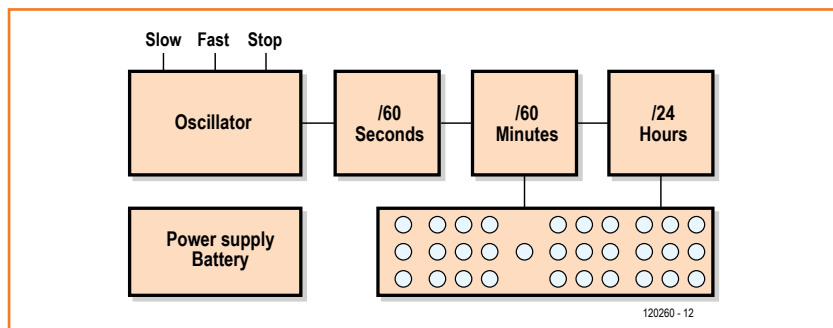 Slow Fast Stop
Oscillator
/60
Seconds
/60
Minutes
/24
Hours
Power supply
Battery
120260 - 12